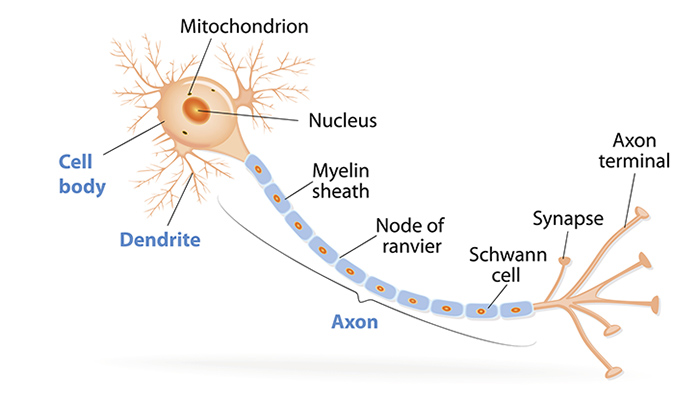 Mitochondrion
Nucleus
Cell
body
Myelin
sheath
Dendrite
Node of
ranvier
Axon
terminal
Synapse
Schwann
cell
Axon